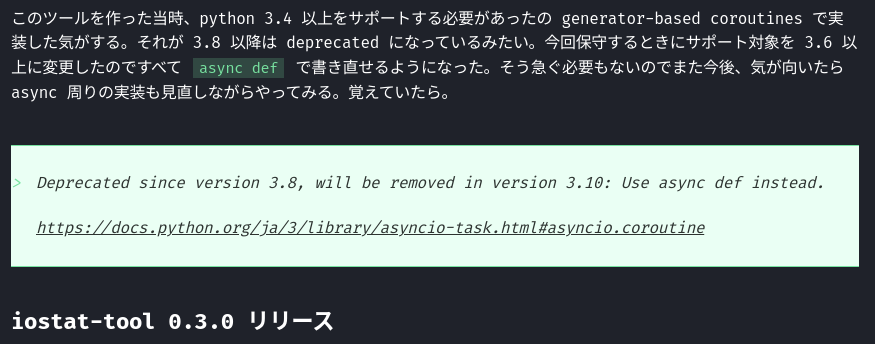 このツールを作った当時、python 3.4 以上をサポートする必要があったの generator-based coroutines で実
装した気がする。それが 3.8 以降は deprecated になっているみたい。今回保守するときにサポート対象を 3.6 以
上に変更したのですべて async def で書き直せるようになった。そう急ぐ必要もないのでまた今後、気が向いたら
async 周りの実装も見直しながらやってみる。覚えていたら。
> Deprecated since version 3.8, will be removed in version 3.10: Use async def instead.
https://docs.python.org/ja/3/library/asyncio-task.html#asyncio.coroutine
iostat-tool 0.3.0 リリース